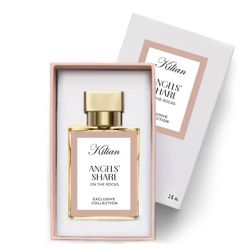 Kilian
ANGELS'
SHARE
ON THE ROCKS
EXCLUSIVE
COLLECTION
Kilian
ANGELS'
SHARE
ON THE ROCKS
EXCLUSIVE
COLLECTION